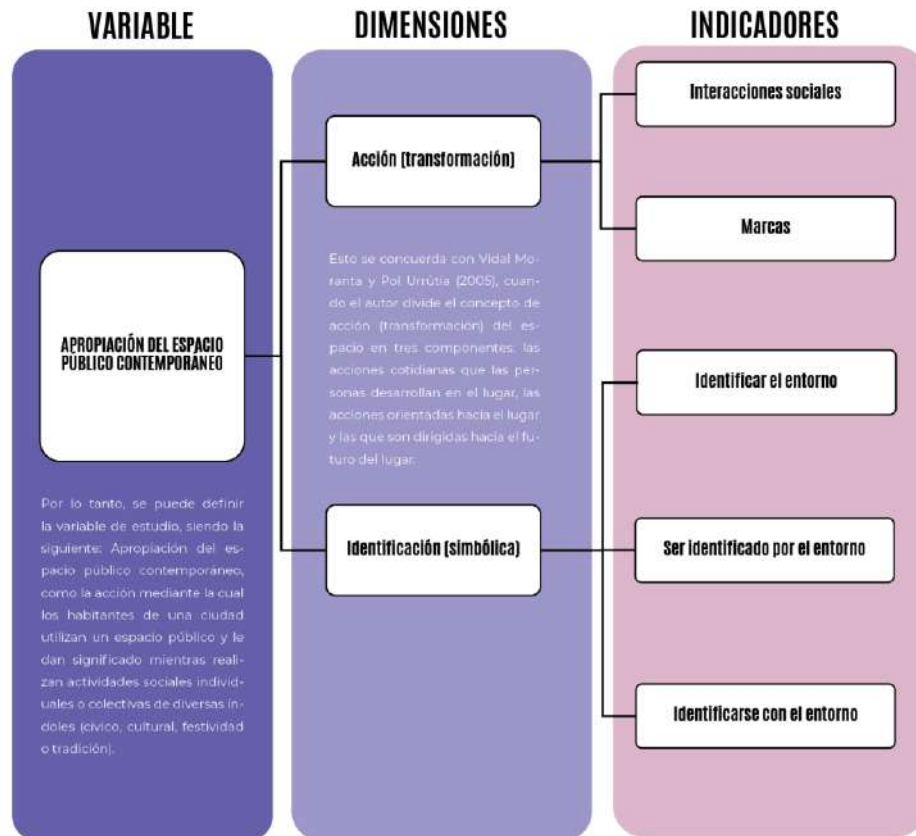 VARIABLE
DIMENSIONES
INDICADORES
APROPIACIÓN DEL ESPACIO
PÚBLICO CONTEMPORÁNEO
Por lo tanto, se puede definir
la variable de estudio, siendo la
siguiente: Apropiación del es-
pacio público contemporáneo,
como la acción mediante la cual
los habitantes de una ciudad
utilizan un espacio público y le
dan significado mientras reali-
zan actividades sociales individ-
uales o colectivas de diversas ín-
doles (cívico, cultural, festividad
o tradición).
Acción (transformación)
Esto se concuerda con Vidal Mo-
ranta y Pol Urrútia (2005), cuan-
do el autor divide el concepto de
acción (transformación) del es-
pacio en tres componentes: las
acciones cotidianas que las per-
sonas desarrollan en el lugar, las
acciones orientadas hacia el lugar
y las que son dirigidas hacia el fu-
turo del lugar.
Identificación (simbólica)
Interacciones sociales
Marcas
Identificar el entorno
Ser identificado por el entorno
Identificarse con el entorno